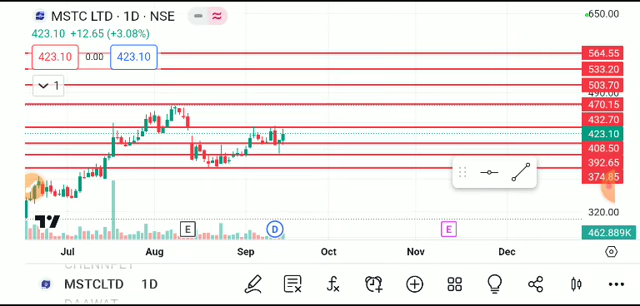 MSTC LTD · 1D · NSE
650.00
423.10 +12.65 (+3.08%)
423.10 0.00 423.10
564.55
533.20
1
503.70
490.00
470.15
432.70
423.10
408.50
392.65
374.85
320.00
E D E
462.889K
Jul Aug Sep Oct Nov Dec
MSTCLTD 1D